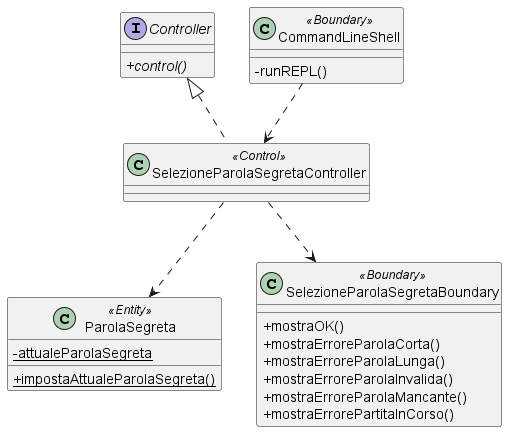 I Controller
+control()
C «Boundary»
CommandLineShell
-runREPL()
C «Control»
SelezioneParolaSegretaController
C «Entity»
ParolaSegreta
-attualeParolaSegreta
+impostaAttualeParolaSegreta()
C «Boundary»
SelezioneParolaSegretaBoundary
+mostraOK()
+mostraErroreParolaCorta()
+mostraErroreParolaLunga()
+mostraErroreParolaInvalida()
+mostraErroreParolaMancante()
+mostraErrorePartitaInCorso()